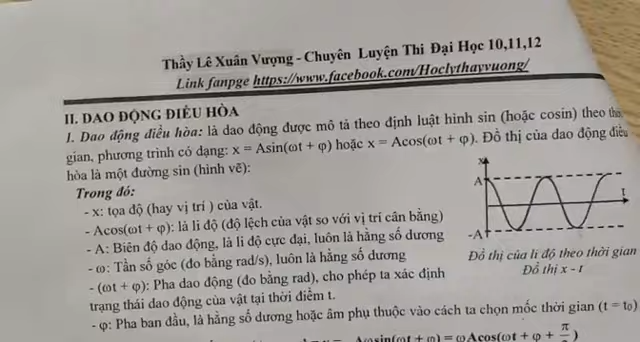 Thầy Lê Xuân Vượng - Chuyên Luyện Thi Đại Học 10,11,12
Link fanpge https://www.facebook.com/Hoclythayvuong/
II. DAO ĐỘNG ĐIỀU HÒA
1. Dao động điều hòa: là dao động được mô tả theo định luật hình sin (hoặc cosin) theo
gian, phương trình có dạng: x = Asin(ωt + φ) hoặc x = Acos(ωt + φ). Đồ thị của dao động điều
hòa là một đường sin (hình vẽ):
Trong đó:
- x: tọa độ (hay vị trí ) của vật.
- Acos(ωt + φ): là li độ (độ lệch của vật so với vị trí cân bằng)
- A: Biên độ dao động, là li độ cực đại, luôn là hằng số dương
- ω: Tần số góc (đo bằng rad/s), luôn là hằng số dương
- (ωt + φ): Pha dao động (đo bằng rad), cho phép ta xác định
trạng thái dao động của vật tại thời điểm t.
x
A
t
-A
Đồ thị của li độ theo thời gian
Đồ thị x - t
- φ: Pha ban đầu, là hằng số dương hoặc âm phụ thuộc vào cách ta chọn mốc thời gian (t = t₀)
Aωsin(ωt + φ) = ωAcos(ωt + φ + π